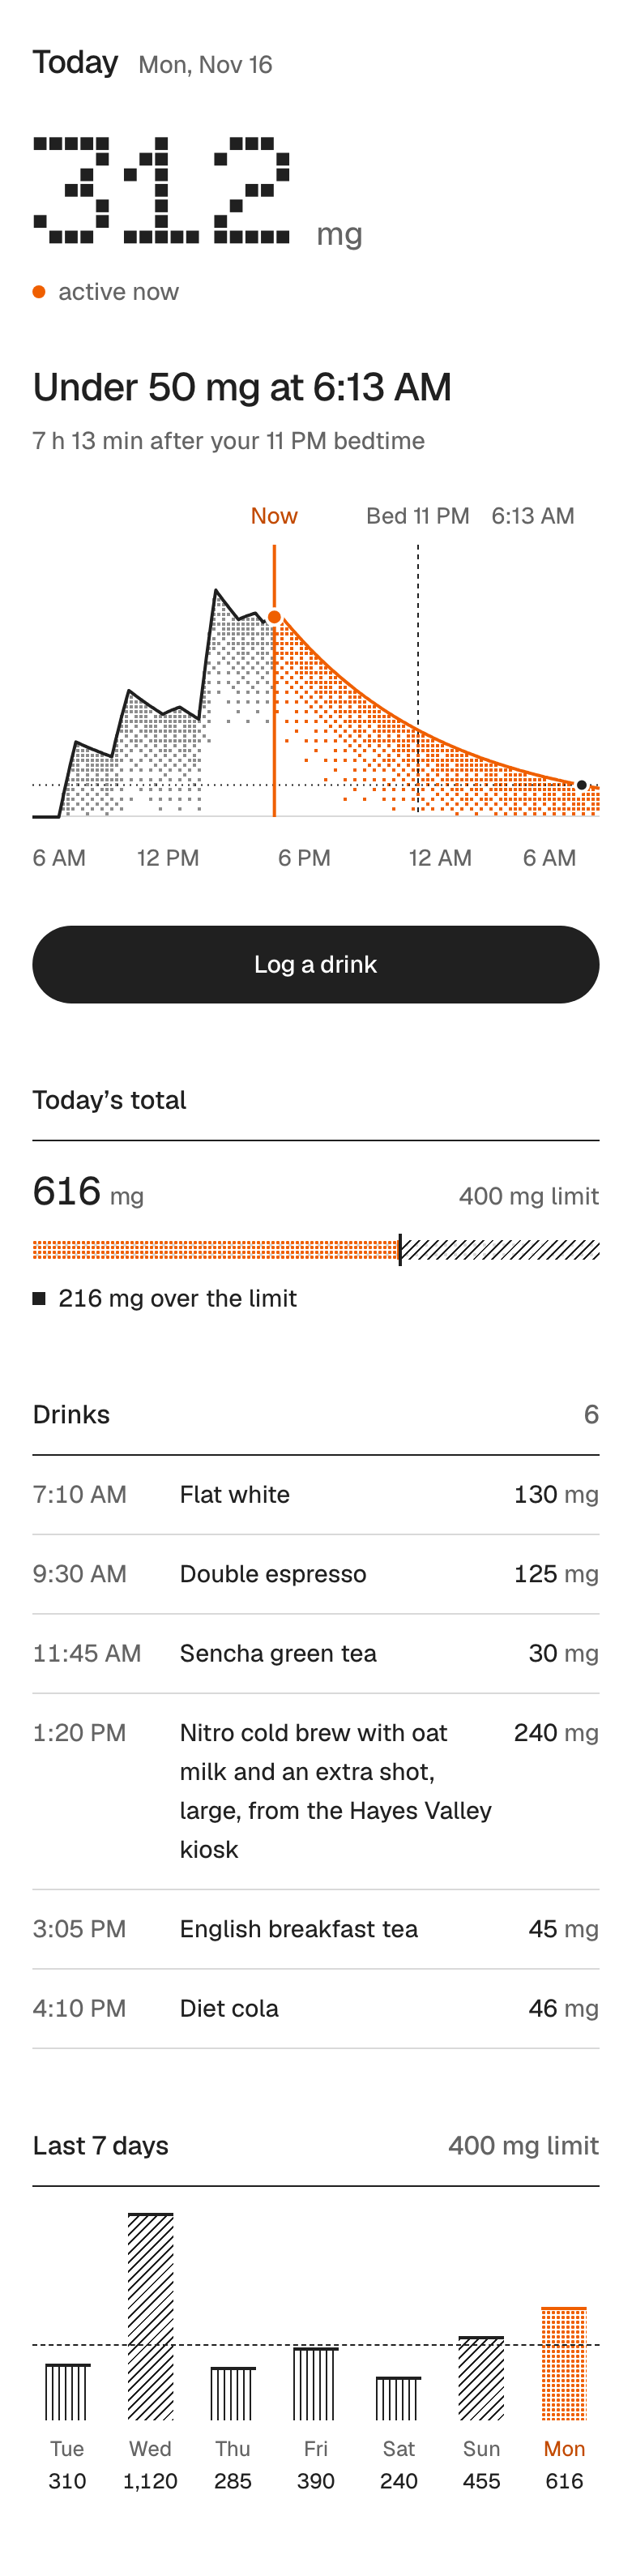 Today Mon, Nov 16
312 mg
active now
Under 50 mg at 6:13 AM
7 h 13 min after your 11 PM bedtime
Now Bed 11 PM 6:13 AM
6 AM 12 PM 6 PM 12 AM 6 AM
Log a drink
Today’s total
616 mg 400 mg limit
216 mg over the limit
Drinks 6
7:10 AM Flat white 130 mg
9:30 AM Double espresso 125 mg
11:45 AM Sencha green tea 30 mg
1:20 PM Nitro cold brew with oat 240 mg
milk and an extra shot,
large, from the Hayes Valley
kiosk
3:05 PM English breakfast tea 45 mg
4:10 PM Diet cola 46 mg
Last 7 days 400 mg limit
Tue Wed Thu Fri Sat Sun Mon
310 1,120 285 390 240 455 616